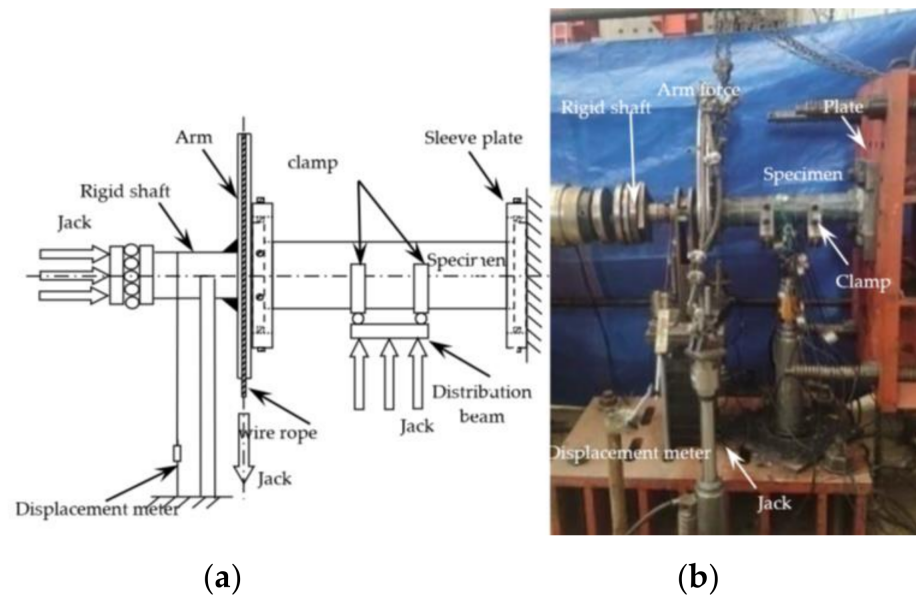 Arm
Sleeve plate
clamp
Rigid shaft
Jack
Specimen
Distribution
beam
Jack
wire rope
Jack
Displacement meter
(a)
Arm force
Rigid shaft
Plate
Specimen
Clamp
Displacement meter
Jack
(b)